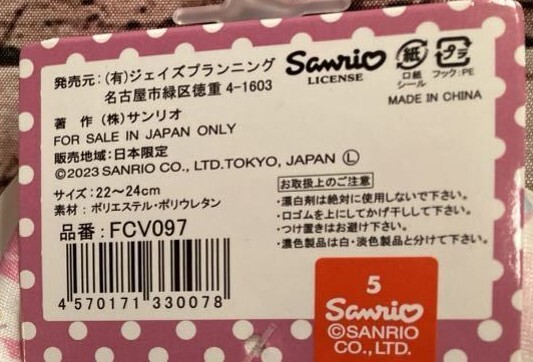 発売元:(有)ジェイズプランニング
名古屋市緑区徳重 4-1603
Sanrio
LICENSE
紙
口紙
シール
プラ
フック:PE
MADE IN CHINA
著 作 (株)サンリオ
FOR SALE IN JAPAN ONLY
販売地域:日本限定
©2023 SANRIO CO., LTD.TOKYO, JAPAN Ⓛ
サイズ:22~24cm
素材:ポリエステル・ポリウレタン
品番:FCV097
4 570171 330078
お取扱上のご注意
・漂白剤は絶対に使用しないで下さい。
・口ゴムを上にしてかげ干しして下さい。
・つけ置きはお避け下さい。
・濃色製品は白・淡色製品と分けて下さい。
5
Sanrio
©SANRIO
CO.,LTD.